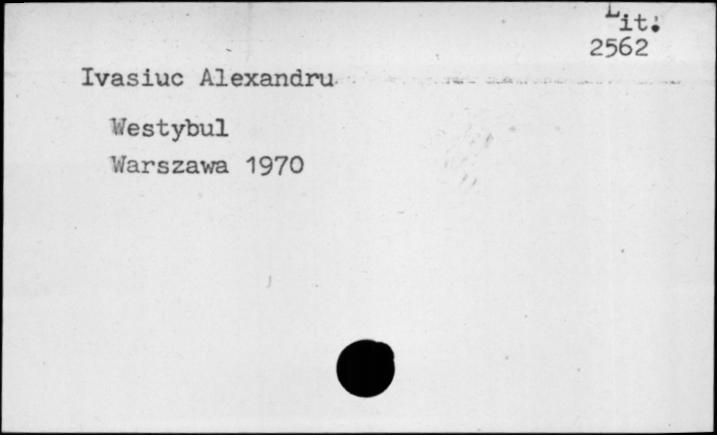 Lit.
2562
Ivasiuc Alexandru
Westybul
Warszawa 1970